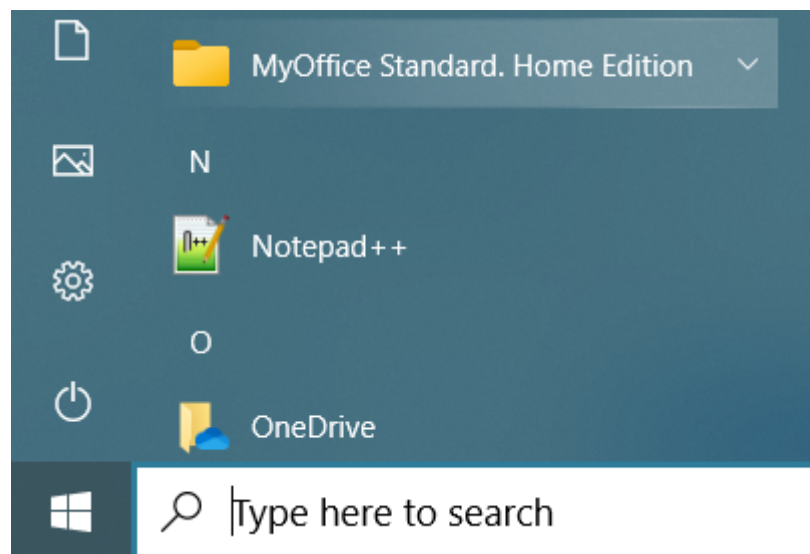 MyOffice Standard. Home Edition
N
Notepad++
O
OneDrive
Type here to search